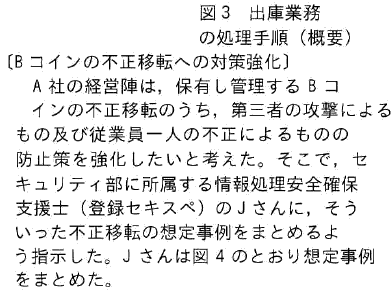 図3 出庫業務
の処理手順（概要）
〔Bコインの不正移転への対策強化〕
A社の経営陣は，保有し管理するBコ
インの不正移転のうち，第三者の攻撃による
もの及び従業員一人の不正によるものの
防止策を強化したいと考えた。そこで，セ
キュリティ部に所属する情報処理安全確保
支援士（登録セキスペ）のJさんに，そう
いった不正移転の想定事例をまとめるよ
う指示した。Jさんは図4のとおり想定事例
をまとめた。